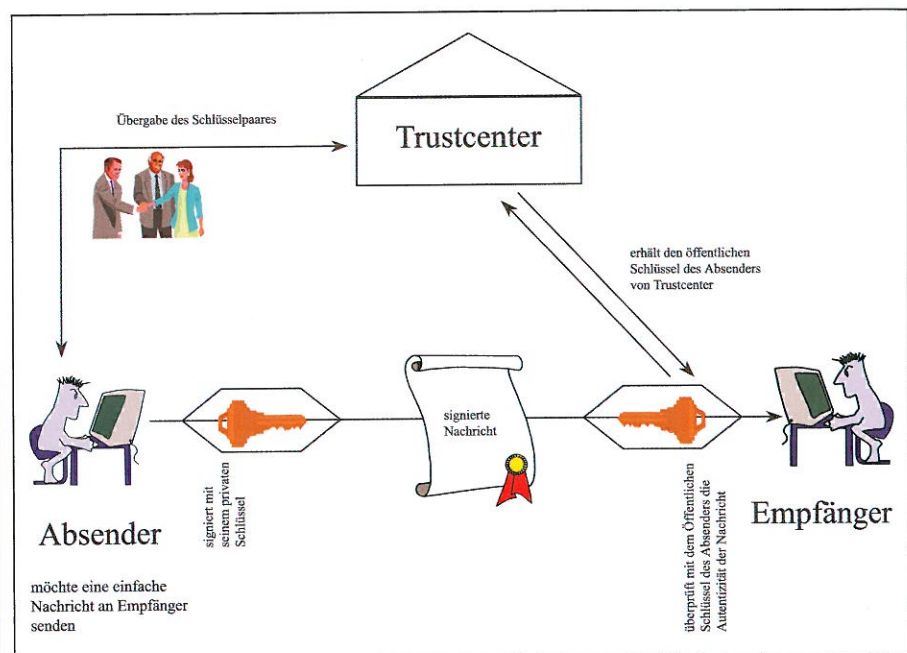 Übergabe des Schlüsselpaares
Trustcenter
erhält den öffentlichen
Schlüssel des Absenders
von Trustcenter
signierte
Nachricht
signiert mit
seinem privaten
Schlüssel
überprüft mit dem Öffentlichen
Schlüssel des Absenders die
Autentizität der Nachricht
Absender
Empfänger
möchte eine einfache
Nachricht an Empfänger
senden